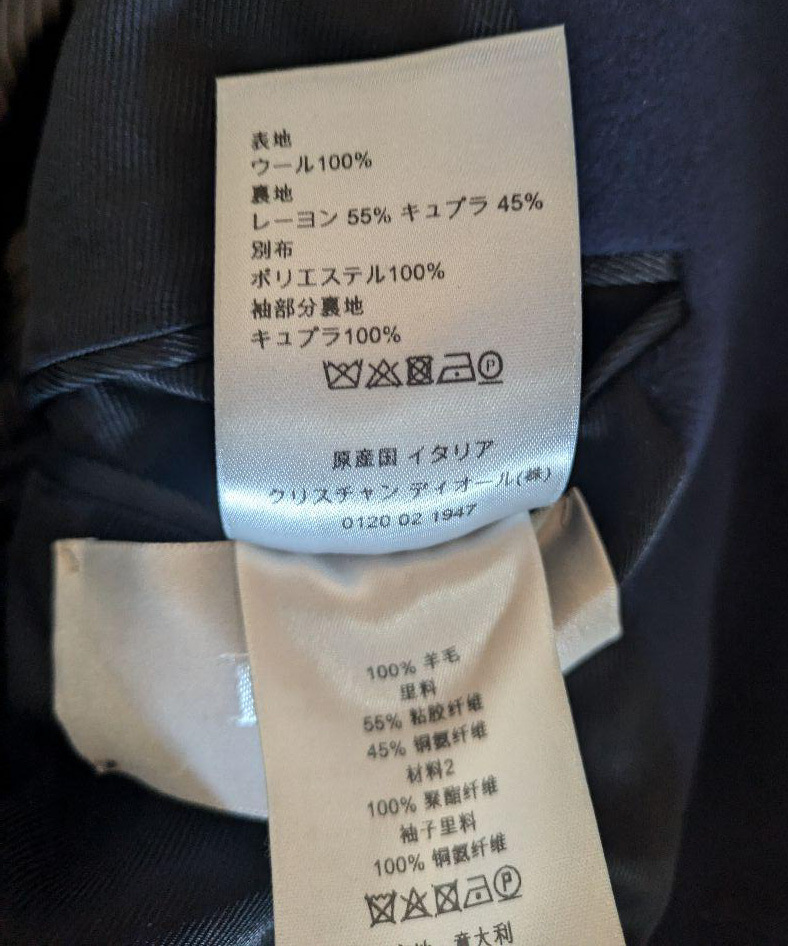 表地
ウール100%
裏地
レーヨン 55% キュプラ 45%
別布
ポリエステル100%
袖部分裏地
キュプラ100%
P
原産国 イタリア
クリスチャン ディオール(株)
0120 02 1947
100% 羊毛
里料
55% 粘胶纤维
45% 铜氨纤维
材料2
100% 聚酯纤维
袖子里料
100% 铜氨纤维
P
意大利